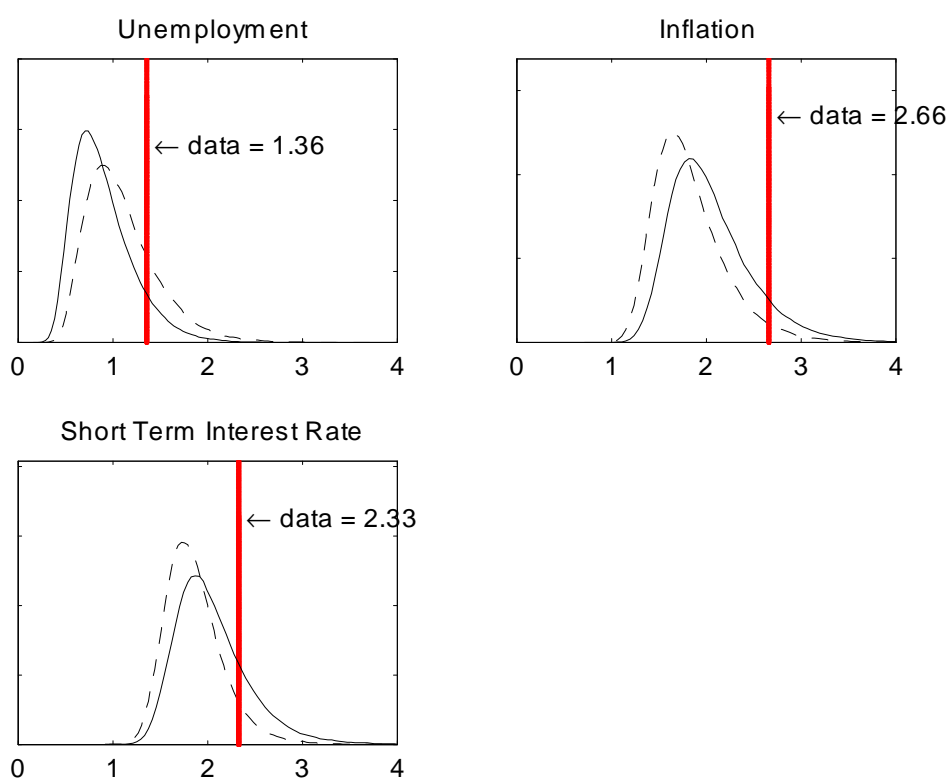 Unemployment
Inflation
← data = 1.36
← data = 2.66
0 1 2 3 4
0 1 2 3 4
Short Term Interest Rate
← data = 2.33
0 1 2 3 4